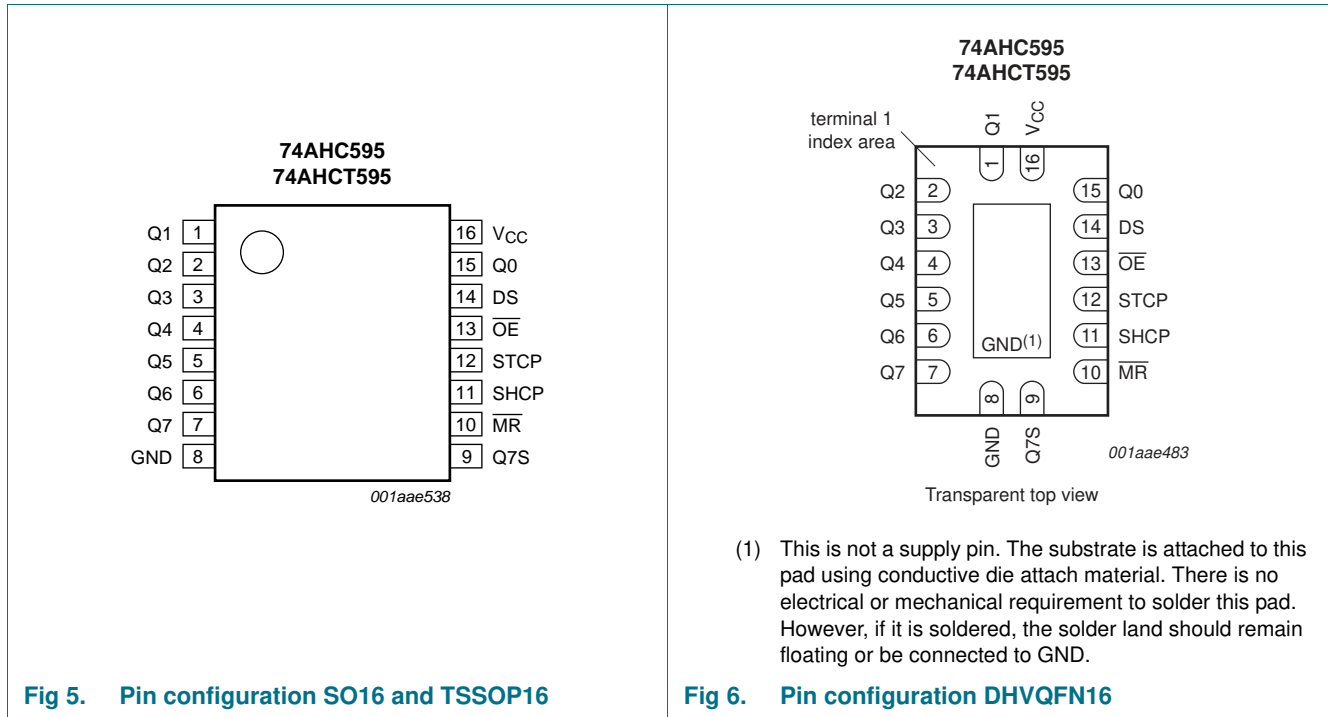 74AHC595
74AHCT595
Q1 1
Q2 2
Q3 3
Q4 4
Q5 5
Q6 6
Q7 7
GND 8
16 VCC
15 Q0
14 DS
13 OE
12 STCP
11 SHCP
10 MR
9 Q7S
001aae538
Fig 5. Pin configuration SO16 and TSSOP16
74AHC595
74AHCT595
terminal 1
index area
Q1 VCC
1 16
Q2 2
Q3 3
Q4 4
Q5 5
Q6 6
Q7 7
15 Q0
14 DS
13 OE
12 STCP
11 SHCP
10 MR
GND(1)
8 9
GND Q7S
001aae483
Transparent top view
(1) This is not a supply pin. The substrate is attached to this
pad using conductive die attach material. There is no
electrical or mechanical requirement to solder this pad.
However, if it is soldered, the solder land should remain
floating or be connected to GND.
Fig 6. Pin configuration DHVQFN16